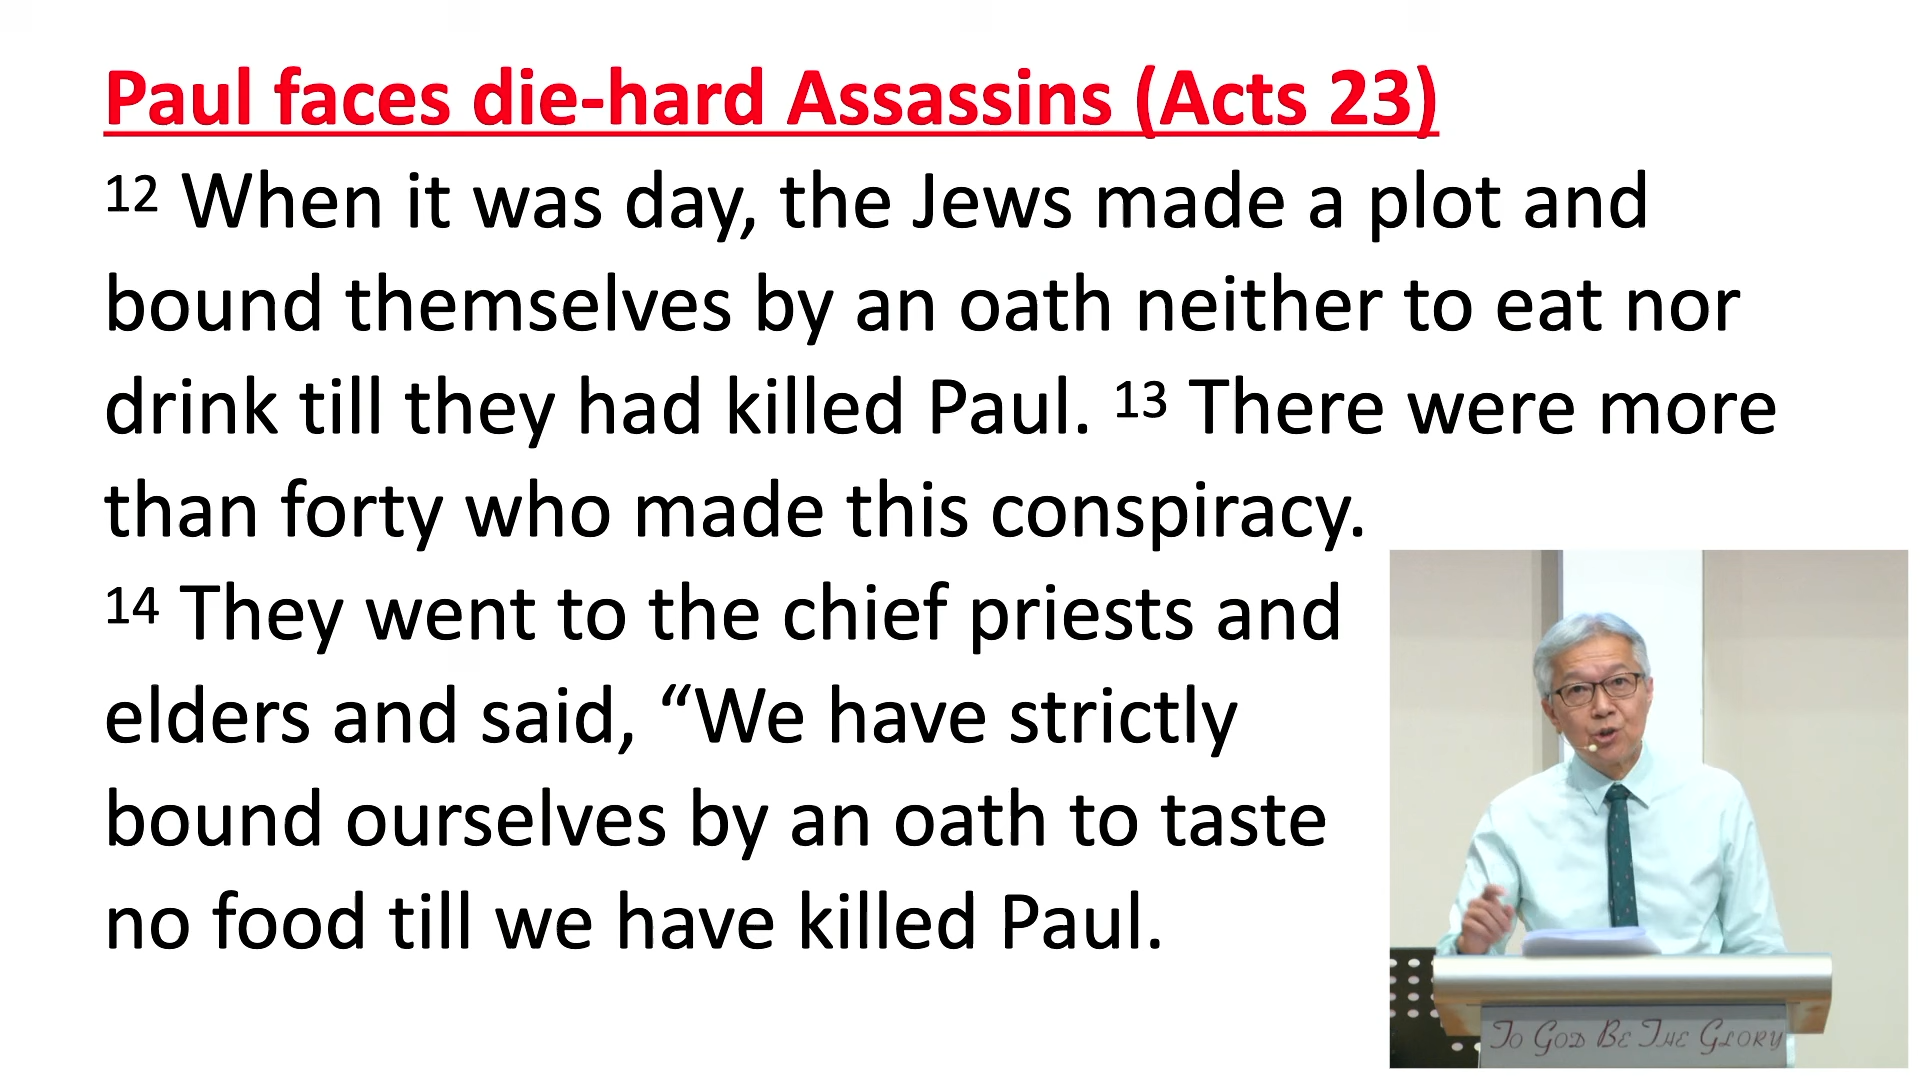 Paul faces die-hard Assassins (Acts 23)
12 When it was day, the Jews made a plot and
bound themselves by an oath neither to eat nor
drink till they had killed Paul. 13 There were more
than forty who made this conspiracy.
14 They went to the chief priests and
elders and said, “We have strictly
bound ourselves by an oath to taste
no food till we have killed Paul.
To God Be The Glory